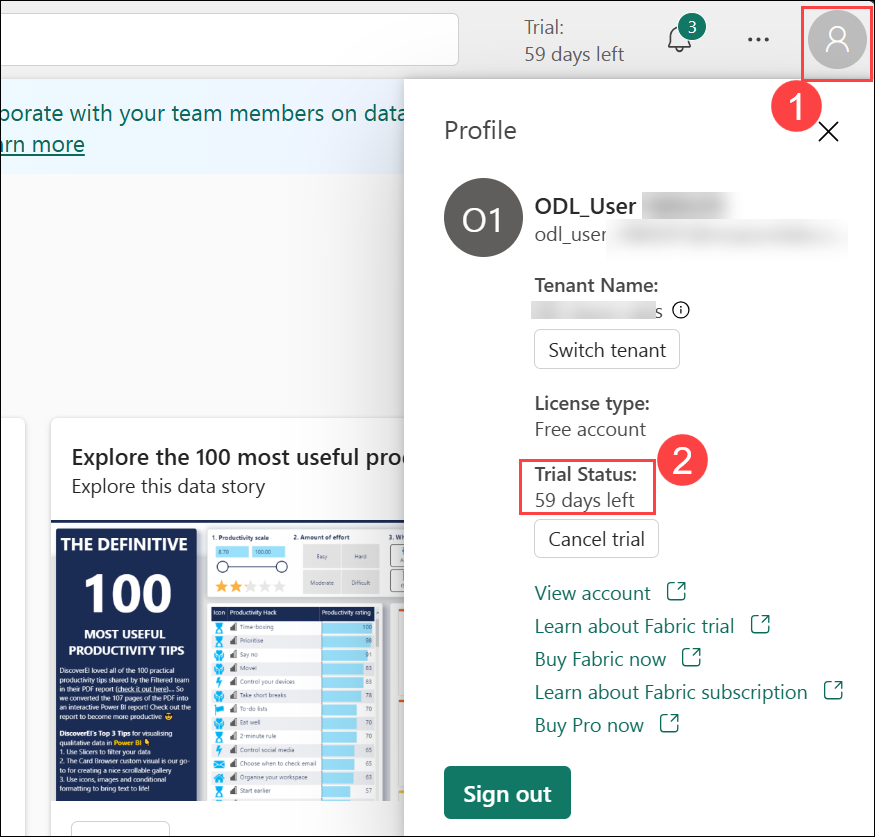 Trial:
59 days left
3
1
borate with your team members on data
arn more
Profile
O1
ODL_User
odl_user
Tenant Name:
s
Switch tenant
License type:
Free account
2
Trial Status:
59 days left
Cancel trial
View account
Learn about Fabric trial
Buy Fabric now
Learn about Fabric subscription
Buy Pro now
Sign out
Explore the 100 most useful pro
Explore this data story
THE DEFINITIVE
100
MOST USEFUL
PRODUCTIVITY TIPS
DiscoverEI loved all of the 100 practical
productivity tips shared by the Filtered team
in their PDF report (check it out here)... So
we converted the 107 pages of the PDF into
an interactive Power BI report! Check out the
report to become more productive 😎
DiscoverEI's Top 3 Tips for visualising
qualitative data in Power BI 👇
1. Use Slicers to filter your data
2. The Card Browser custom visual is our go-
to for creating a nice scrollable gallery
3. Use icons, images and conditional
formatting to bring text to life!
1. Productivity scale
8.70 100.00
2. Amount of effort
Easy Hard
Moderate Difficult
3. W
Icon Productivity Hack Productivity rating
Time-boxing 100
Prioritise 98
Say no 91
Move! 85
Control your devices 83
Take short breaks 78
To-do lists 70
Eat well 70
2-minute rule 70
Control social media 65
Choose when to check email 65
Organise your workspace 63
Start earlier 57